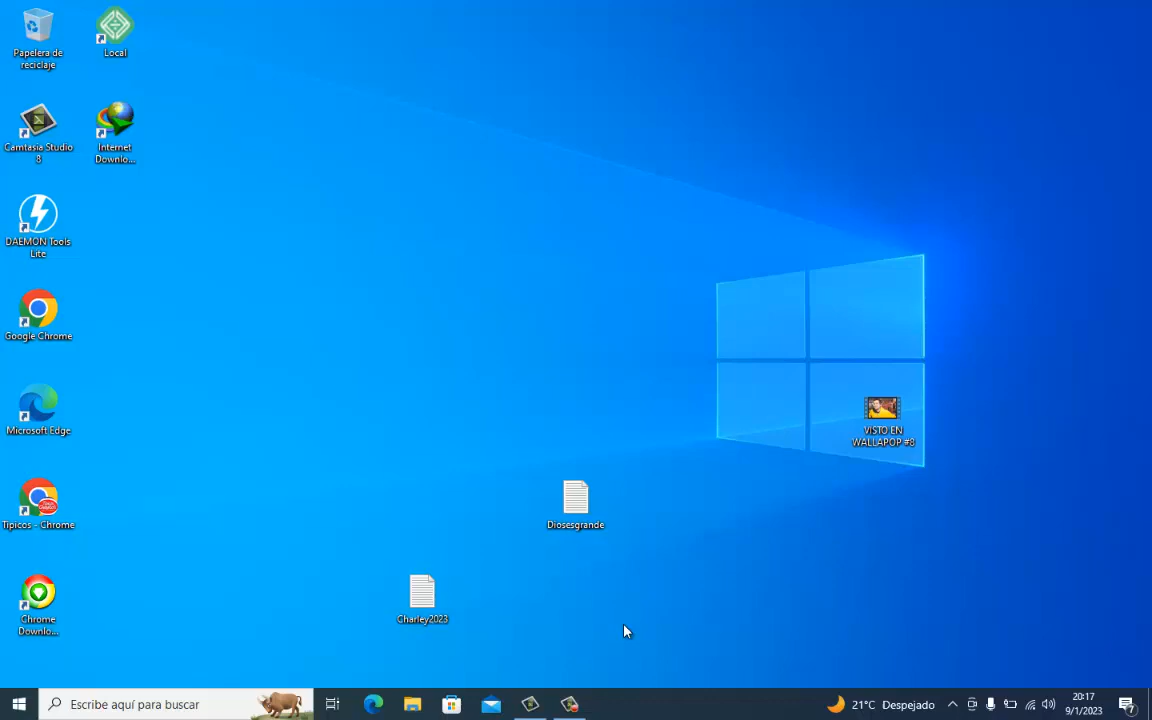 Papelera de
reciclaje
Local
Camtasia Studio
8
Internet
Downlo...
DAEMON Tools
Lite
Google Chrome
Microsoft Edge
Tipicos - Chrome
Chrome
Downlo...
VISTO EN
WALLAPOP #8
Diosesgrande
Charley2023
Escribe aquí para buscar
21°C Despejado
20:17
9/1/2023
7